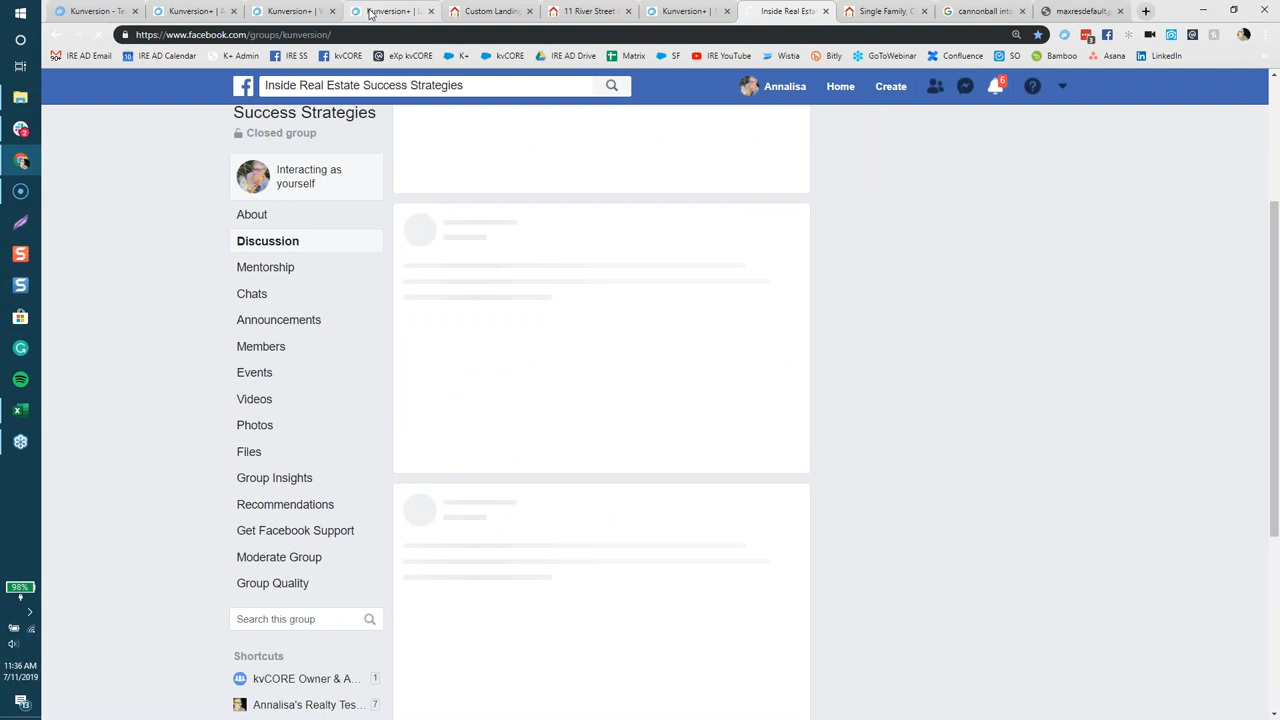 Kunversion - Te
Kunversion+ | A
Kunversion+ | V
Kunversion+ | L
Custom Landing
11 River Street
Kunversion+ |
Inside Real Esta
Single Family, C
cannonball into
maxresdefault.j
https://www.facebook.com/groups/kunversion/
IRE AD Email
IRE AD Calendar
K+ Admin
IRE SS
kvCORE
eXp kvCORE
K+
kvCORE
IRE AD Drive
Matrix
SF
IRE YouTube
Wistia
Bitly
GoToWebinar
Confluence
SO
Bamboo
Asana
LinkedIn
Inside Real Estate Success Strategies
Annalisa
Home
Create
6
Success Strategies
Closed group
Interacting as
yourself
About
Discussion
Mentorship
Chats
Announcements
Members
Events
Videos
Photos
Files
Group Insights
Recommendations
Get Facebook Support
Moderate Group
Group Quality
Search this group
Shortcuts
kvCORE Owner & A... 1
Annalisa's Realty Tes... 7
98%
11:36 AM
7/11/2019